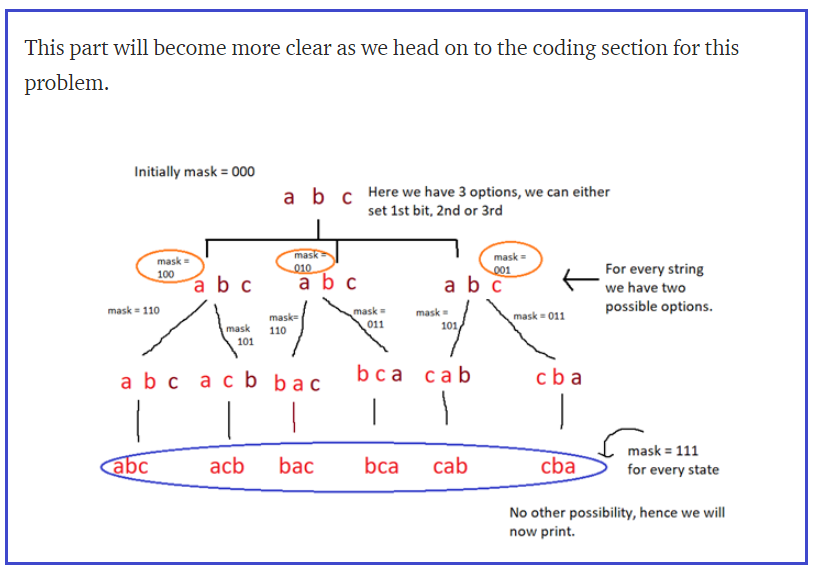 This part will become more clear as we head on to the coding section for this
problem.
Initially mask = 000
a b c
Here we have 3 options, we can either
set 1st bit, 2nd or 3rd
mask =
100
mask =
010
mask =
001
a b c
a b c
a b c
For every string
we have two
possible options.
mask = 110
mask
101
mask=
110
mask =
011
mask =
101
mask = 011
a b c
a c b
b a c
b c a
c a b
c b a
abc
acb
bac
bca
cab
cba
mask = 111
for every state
No other possibility, hence we will
now print.